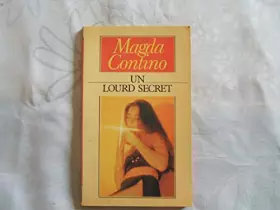 Magda
Contino
UN
LOURD SECRET